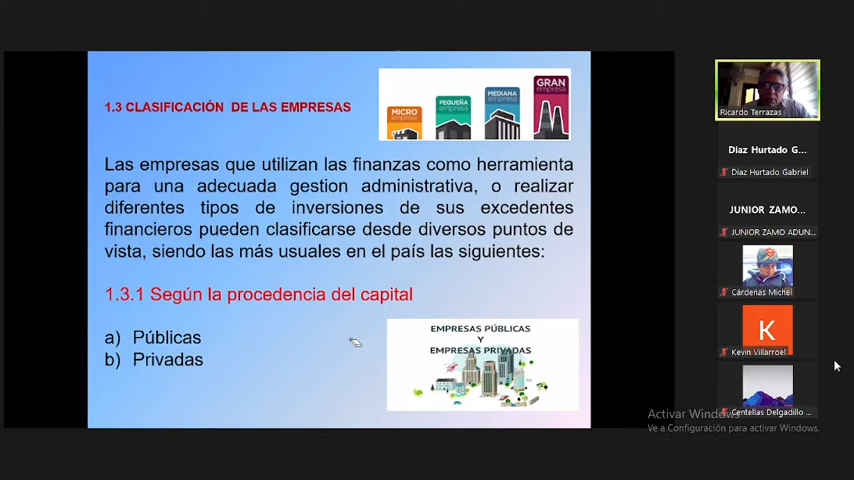 1.3 CLASIFICACIÓN DE LAS EMPRESAS
MICRO
empresa
PEQUEÑA
empresa
MEDIANA
empresa
GRAN
empresa
Las empresas que utilizan las finanzas como herramienta
para una adecuada gestion administrativa, o realizar
diferentes tipos de inversiones de sus excedentes
financieros pueden clasificarse desde diversos puntos de
vista, siendo las más usuales en el país las siguientes:
1.3.1 Según la procedencia del capital
a) Públicas
b) Privadas
EMPRESAS PÚBLICAS
Y
EMPRESAS PRIVADAS
Ricardo Terrazas
Diaz Hurtado G...
Diaz Hurtado Gabriel
JUNIOR ZAMO...
JUNIOR ZAMO ADUN...
Cárdenas Michel
K
Kevin Villarroel
Centellas Delgadillo ...
Activar Windows
Ve a Configuración para activar Windows.